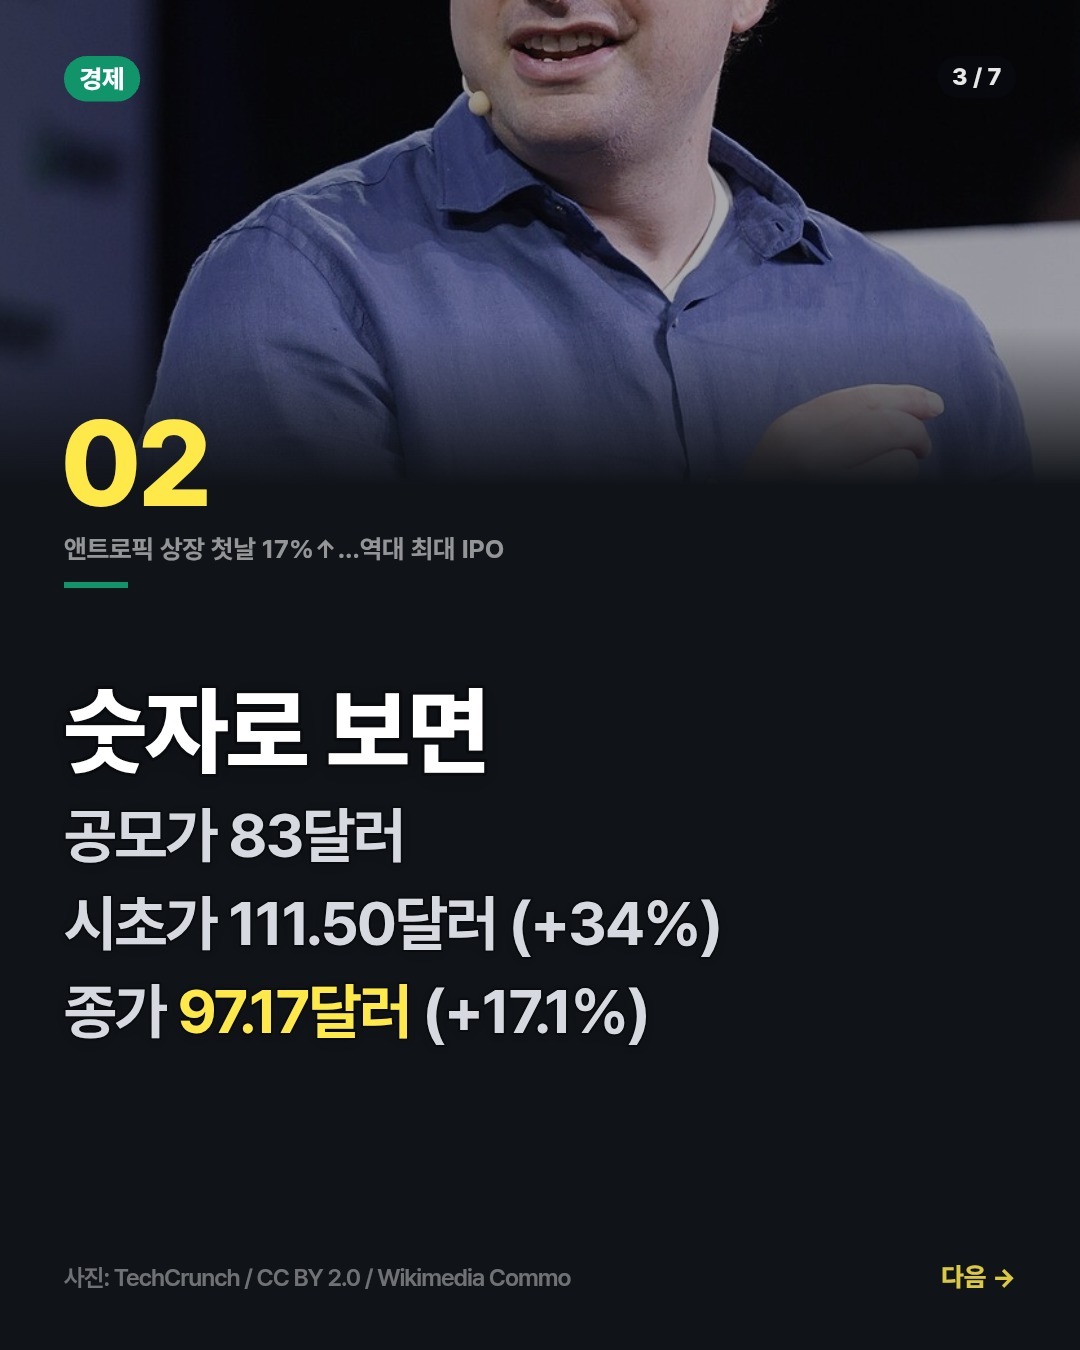 경제
3 / 7
02
앤트로픽 상장 첫날 17%↑...역대 최대 IPO
숫자로 보면
공모가 83달러
시초가 111.50달러 (+34%)
종가 97.17달러 (+17.1%)
사진: TechCrunch / CC BY 2.0 / Wikimedia Commo
다음 →